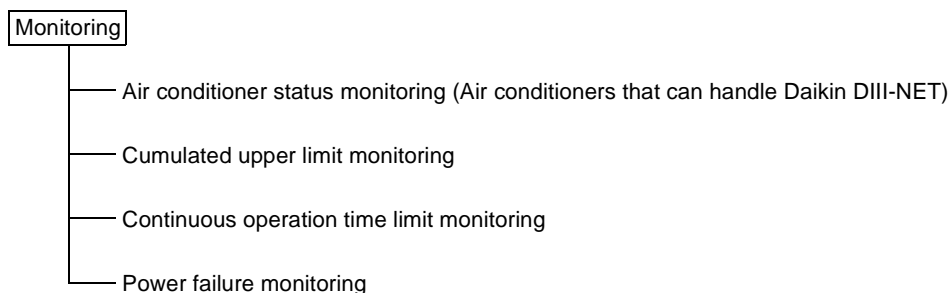 Monitoring
Air conditioner status monitoring (Air conditioners that can handle Daikin DIII-NET)
Cumulated upper limit monitoring
Continuous operation time limit monitoring
Power failure monitoring